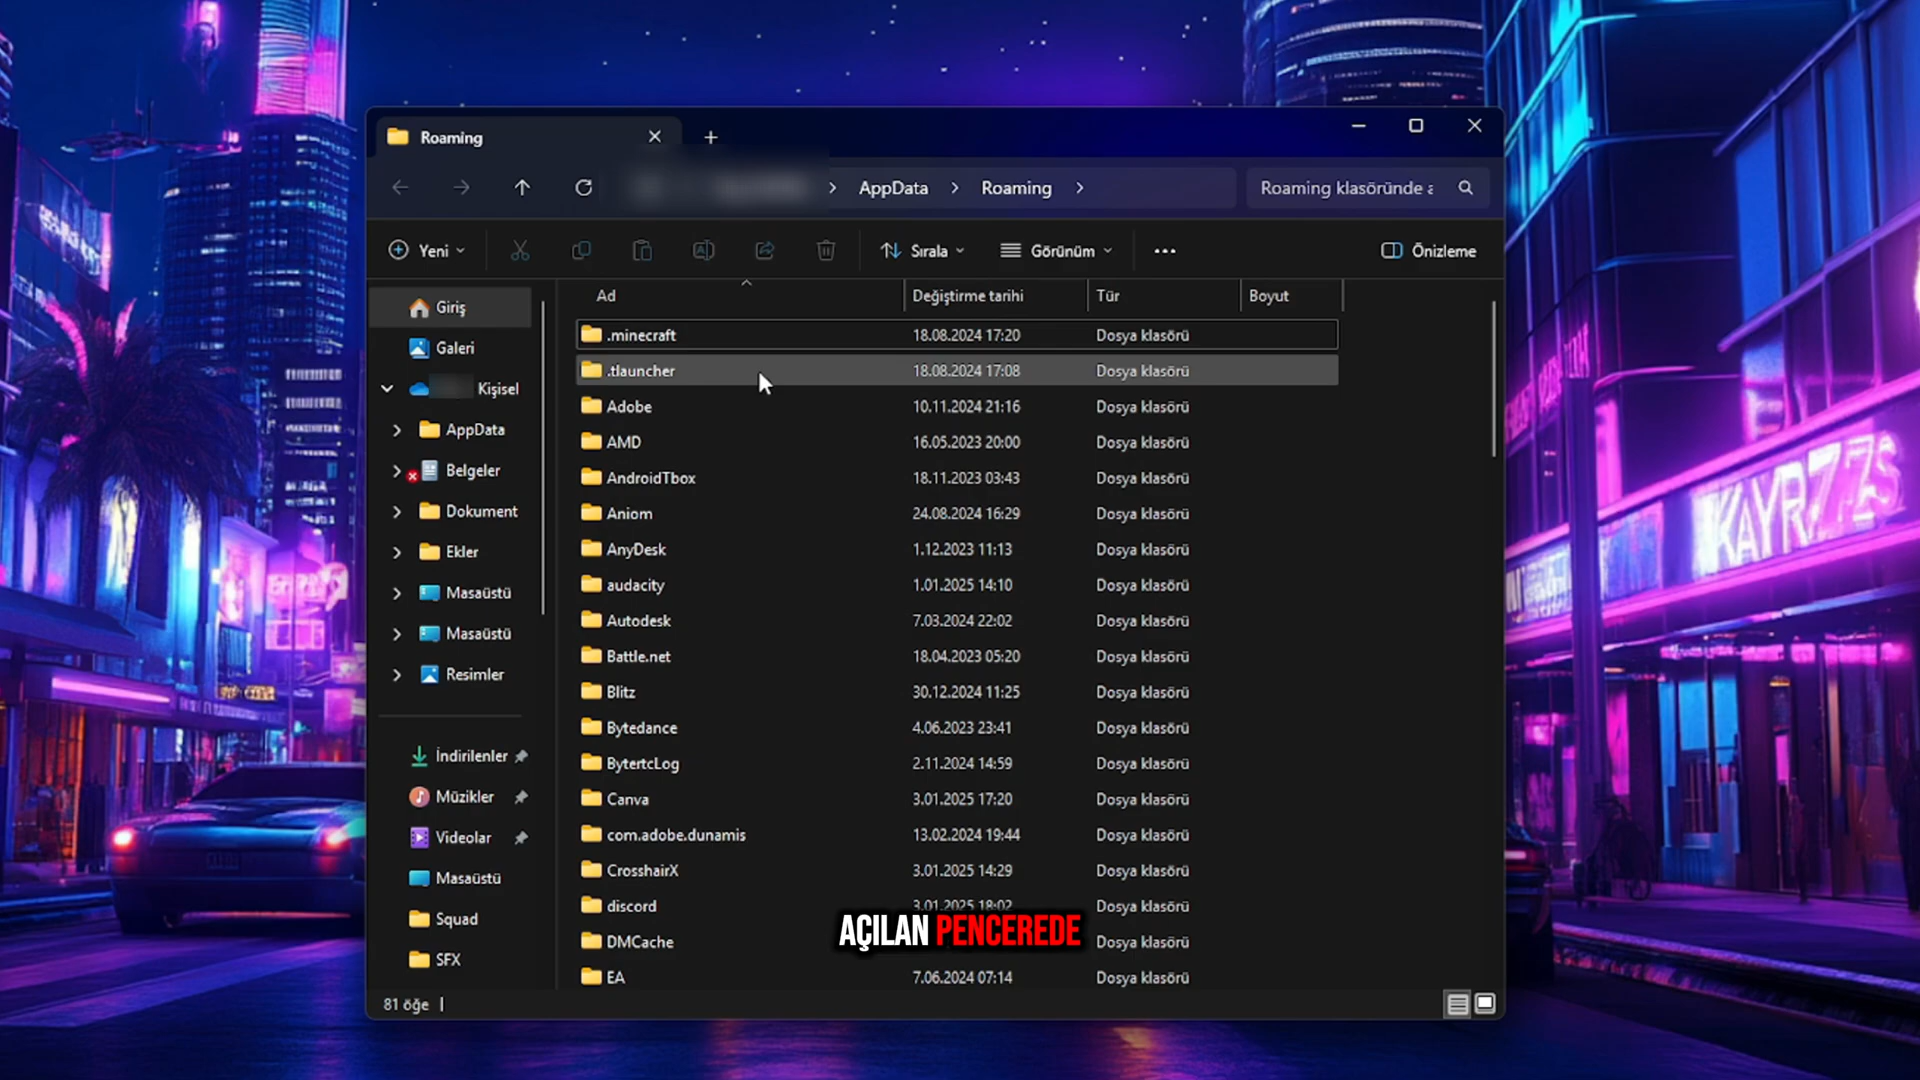 Roaming
AppData > Roaming >
Roaming klasöründe a
Yeni
Sırala
Görünüm
Önizleme
Ad
Değiştirme tarihi
Tür
Boyut
Giriş
Galeri
Kişisel
AppData
Belgeler
Dokument
Ekler
Masaüstü
Masaüstü
Resimler
İndirilenler
Müzikler
Videolar
Masaüstü
Squad
SFX
.minecraft 18.08.2024 17:20 Dosya klasörü
.tlauncher 18.08.2024 17:08 Dosya klasörü
Adobe 10.11.2024 21:16 Dosya klasörü
AMD 16.05.2023 20:00 Dosya klasörü
AndroidTbox 18.11.2023 03:43 Dosya klasörü
Aniom 24.08.2024 16:29 Dosya klasörü
AnyDesk 1.12.2023 11:13 Dosya klasörü
audacity 1.01.2025 14:10 Dosya klasörü
Autodesk 7.03.2024 22:02 Dosya klasörü
Battle.net 18.04.2023 05:20 Dosya klasörü
Blitz 30.12.2024 11:25 Dosya klasörü
Bytedance 4.06.2023 23:41 Dosya klasörü
BytertcLog 2.11.2024 14:59 Dosya klasörü
Canva 3.01.2025 17:20 Dosya klasörü
com.adobe.dunamis 13.02.2024 19:44 Dosya klasörü
CrosshairX 3.01.2025 14:29 Dosya klasörü
discord 3.01.2025 18:02 Dosya klasörü
DMCache Dosya klasörü
EA 7.06.2024 07:14 Dosya klasörü
AÇILAN PENCEREDE
81 öğe
KAYR77S